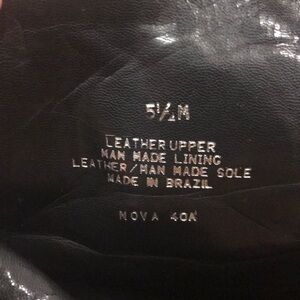 5½M
LEATHER UPPER
MAN MADE LINING
LEATHER/MAN MADE SOLE
MADE IN BRAZIL
NOVA 40A